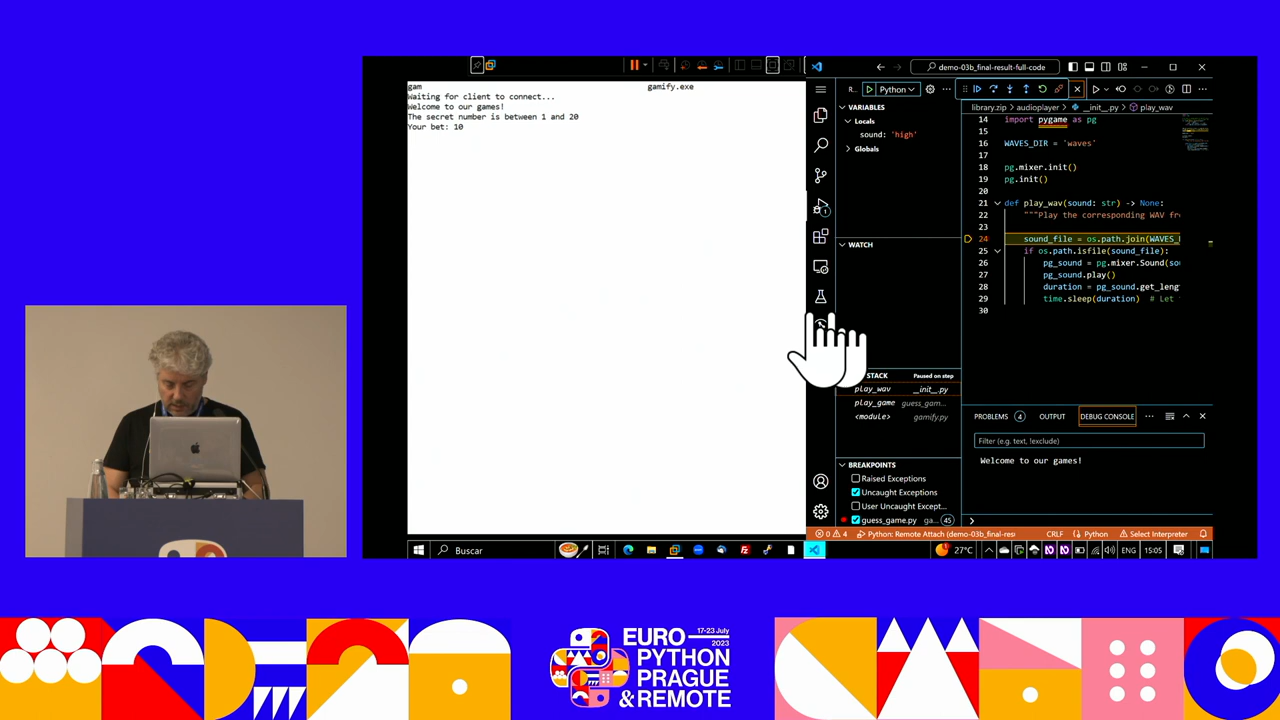 gam
gamify.exe
Waiting for client to connect...
Welcome to our games!
The secret number is between 1 and 20
Your bet: 10
demo-03b_final-result-full-code
R..
Python
library.zip > audioplayer > __init__.py > play_wav
VARIABLES
Locals
sound: 'high'
Globals
WATCH
STACK
Paused on step
play_wav __init__.py
play_game guess_gam...
<module> gamify.py
BREAKPOINTS
Raised Exceptions
Uncaught Exceptions
User Uncaught Except...
guess_game.py ga... 45
14 import pygame as pg
15
16 WAVES_DIR = 'waves'
17
18 pg.mixer.init()
19 pg.init()
20
21 def play_wav(sound: str) -> None:
22 """Play the corresponding WAV fr
23
24 sound_file = os.path.join(WAVES_
25 if os.path.isfile(sound_file):
26 pg_sound = pg.mixer.Sound(so
27 pg_sound.play()
28 duration = pg_sound.get_leng
29 time.sleep(duration) # Let
30
PROBLEMS 4 OUTPUT DEBUG CONSOLE ...
Filter (e.g. text, !exclude)
Welcome to our games!
0 4 Python: Remote Attach (demo-03b_final-res
CRLF Python Select Interpreter
Buscar
27°C ENG 15:05
EURO
17-23 July
2023
PYTHON
PRAGUE
& REMOTE